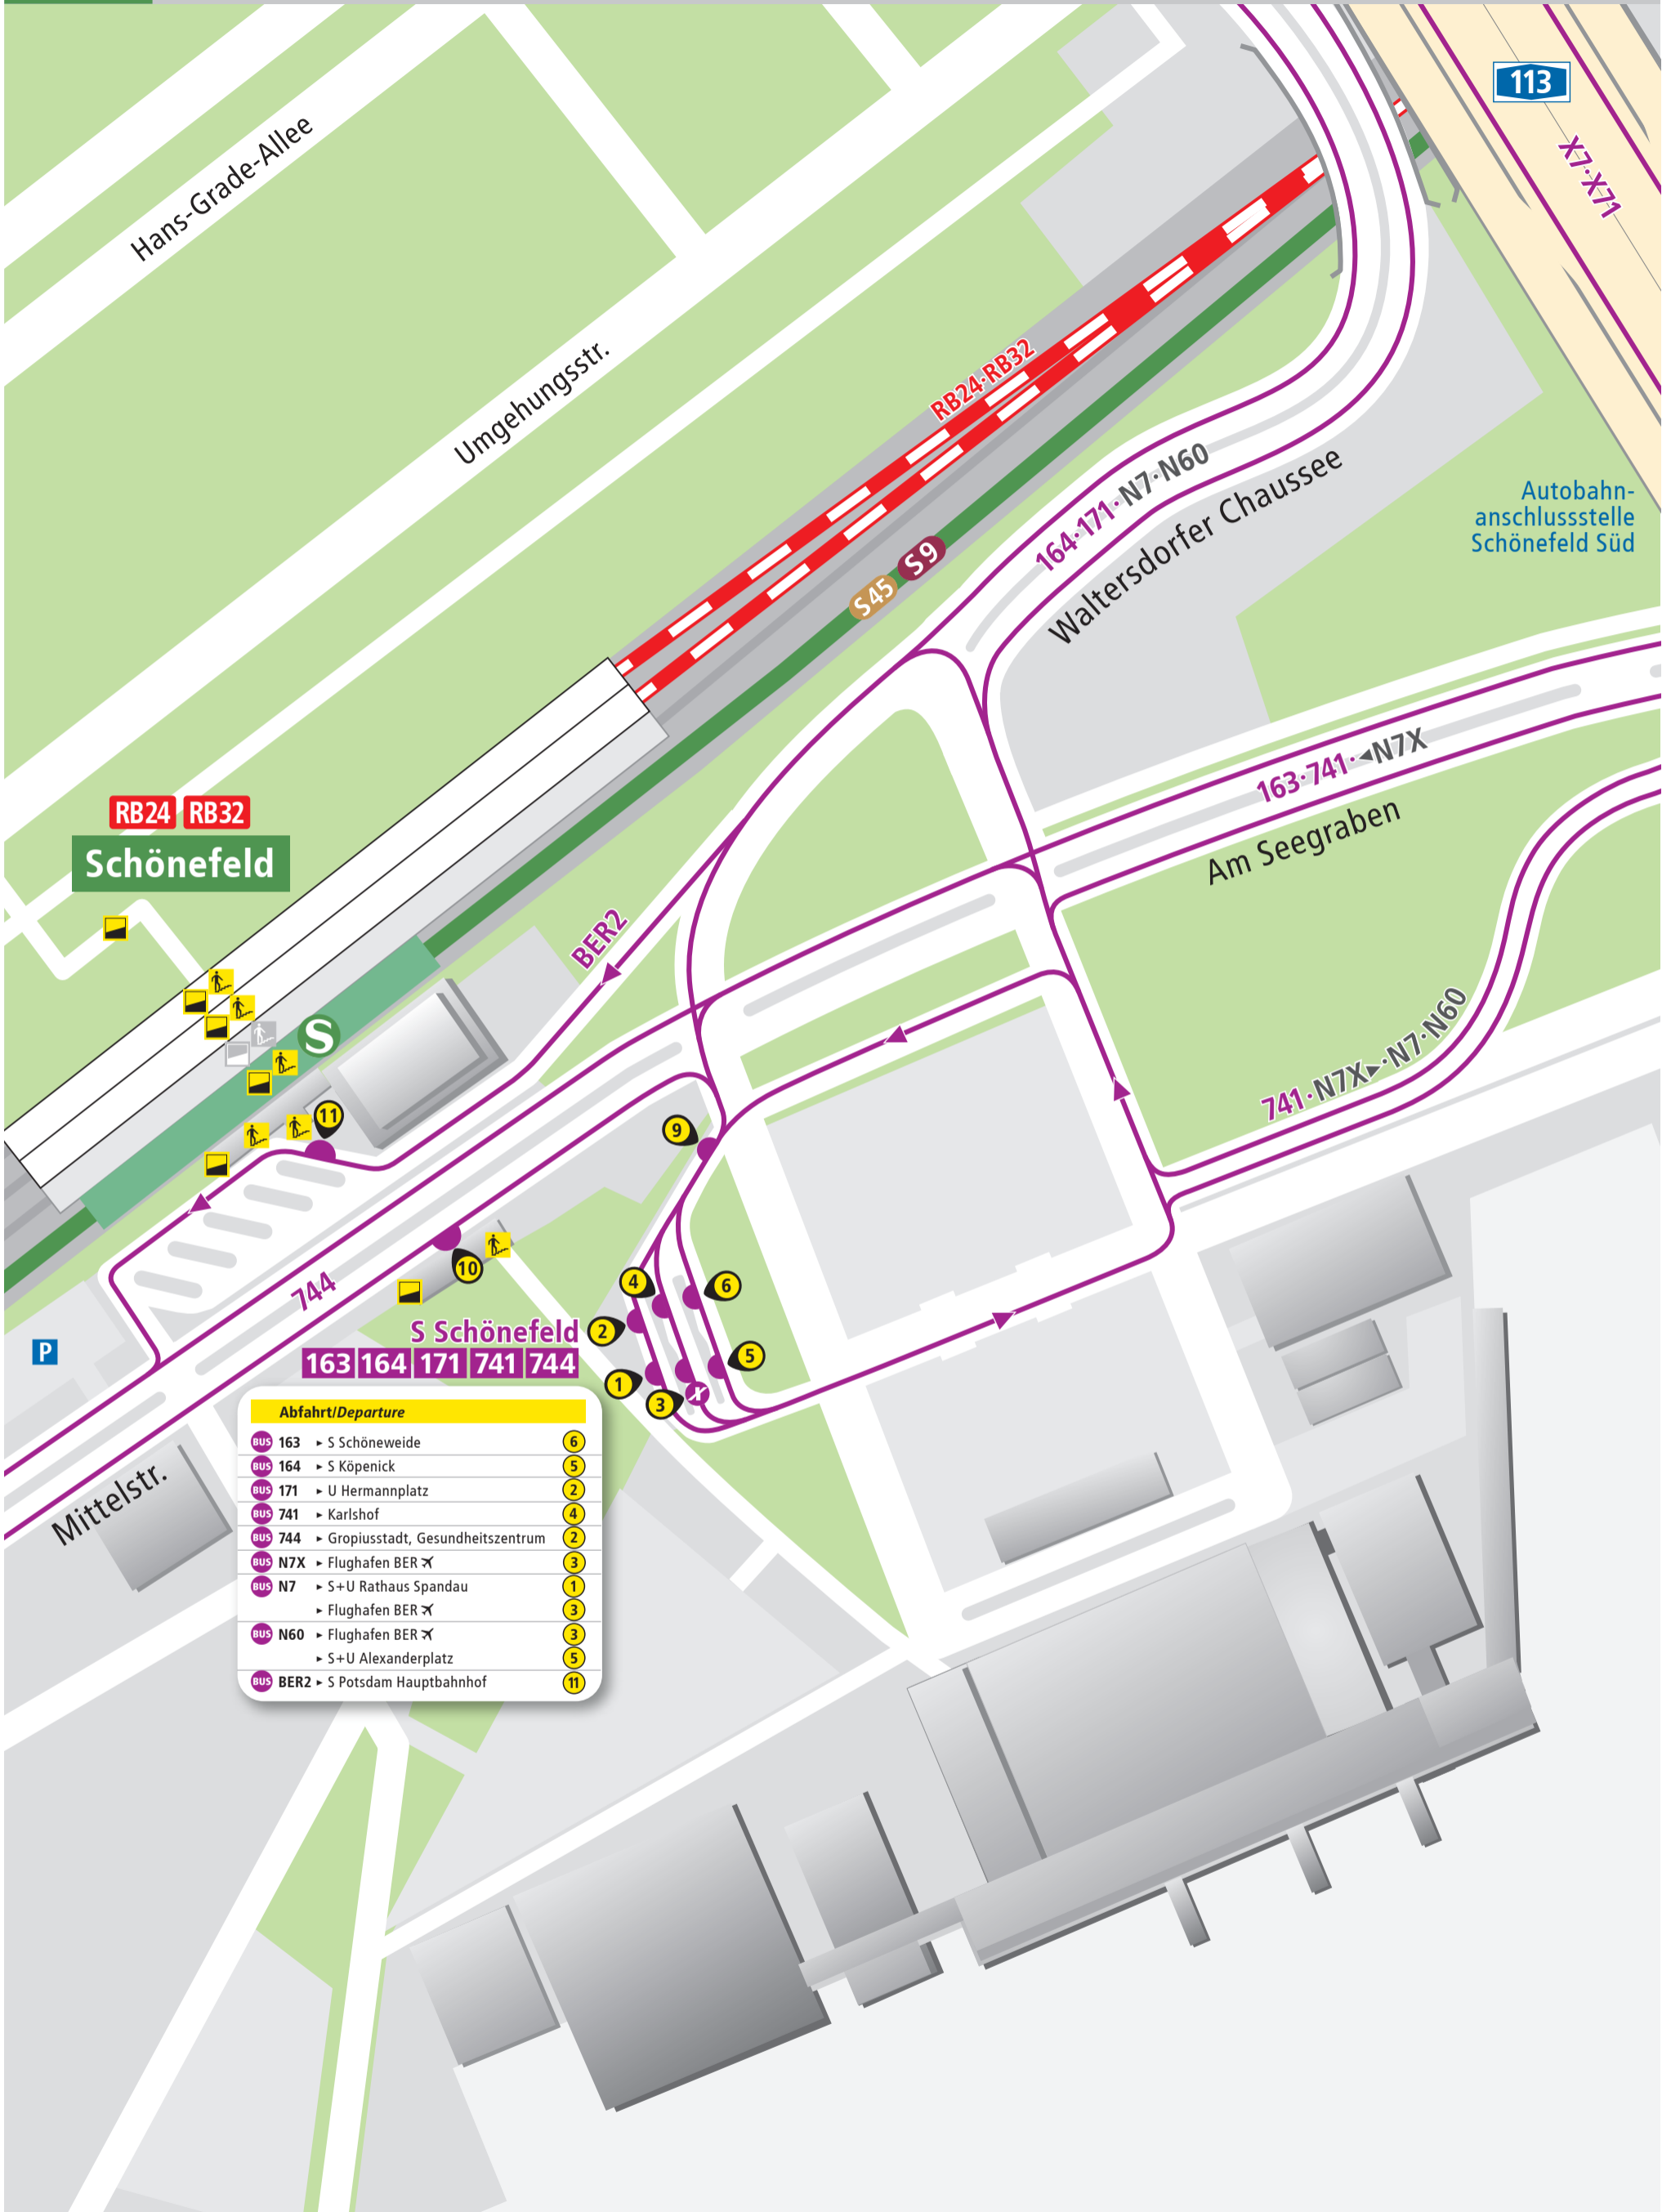 113
X7·X71
Hans-Grade-Allee
Umgehungsstr.
RB24·RB32
164·171·N7·N60
Waltersdorfer Chaussee
Autobahn-
anschlussstelle
Schönefeld Süd
S9
S45
163·741·◄N7X
Am Seegraben
RB24 RB32
Schönefeld
BER2
S
741·N7X►·N7·N60
11
9
10
744
4
6
2
5
1
3
X
P
S Schönefeld
163 164 171 741 744
Abfahrt/Departure
BUS 163 ▸ S Schöneweide 6
BUS 164 ▸ S Köpenick 5
BUS 171 ▸ U Hermannplatz 2
BUS 741 ▸ Karlshof 4
BUS 744 ▸ Gropiusstadt, Gesundheitszentrum 2
BUS N7X ▸ Flughafen BER 3
BUS N7 ▸ S+U Rathaus Spandau 1
▸ Flughafen BER 3
BUS N60 ▸ Flughafen BER 3
▸ S+U Alexanderplatz 5
BUS BER2 ▸ S Potsdam Hauptbahnhof 11
Mittelstr.